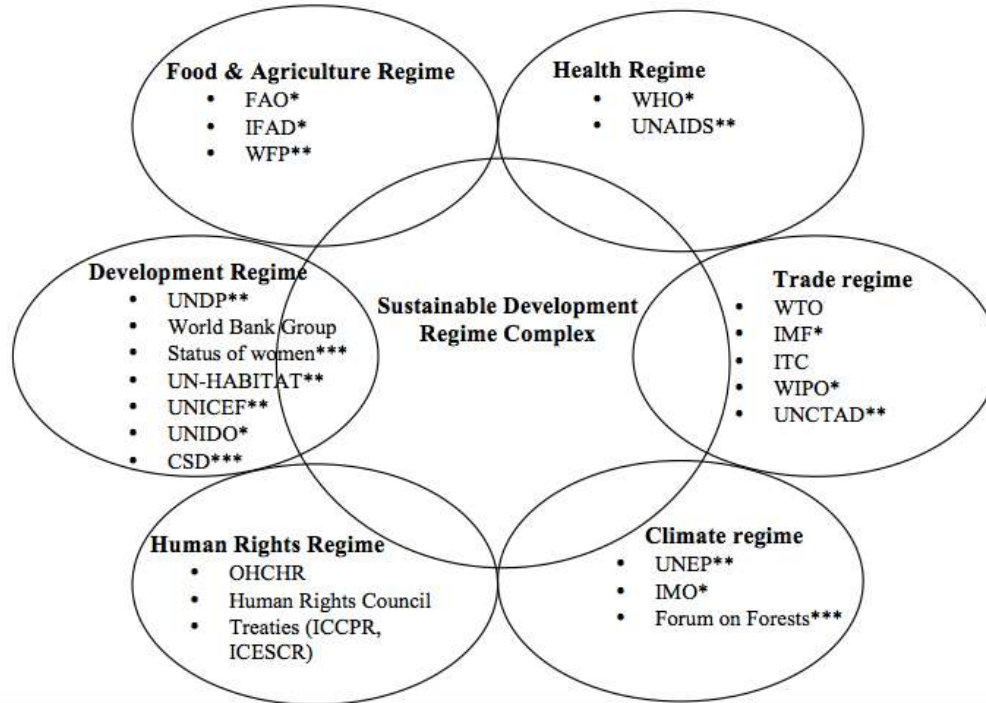 Food & Agriculture Regime
• FAO*
• IFAD*
• WFP**
Health Regime
• WHO*
• UNAIDS**
Development Regime
• UNDP**
• World Bank Group
• Status of women***
• UN-HABITAT**
• UNICEF**
• UNIDO*
• CSD***
Sustainable Development
Regime Complex
Trade regime
• WTO
• IMF*
• ITC
• WIPO*
• UNCTAD**
Human Rights Regime
• OHCHR
• Human Rights Council
• Treaties (ICCPR,
ICESCR)
Climate regime
• UNEP**
• IMO*
• Forum on Forests***